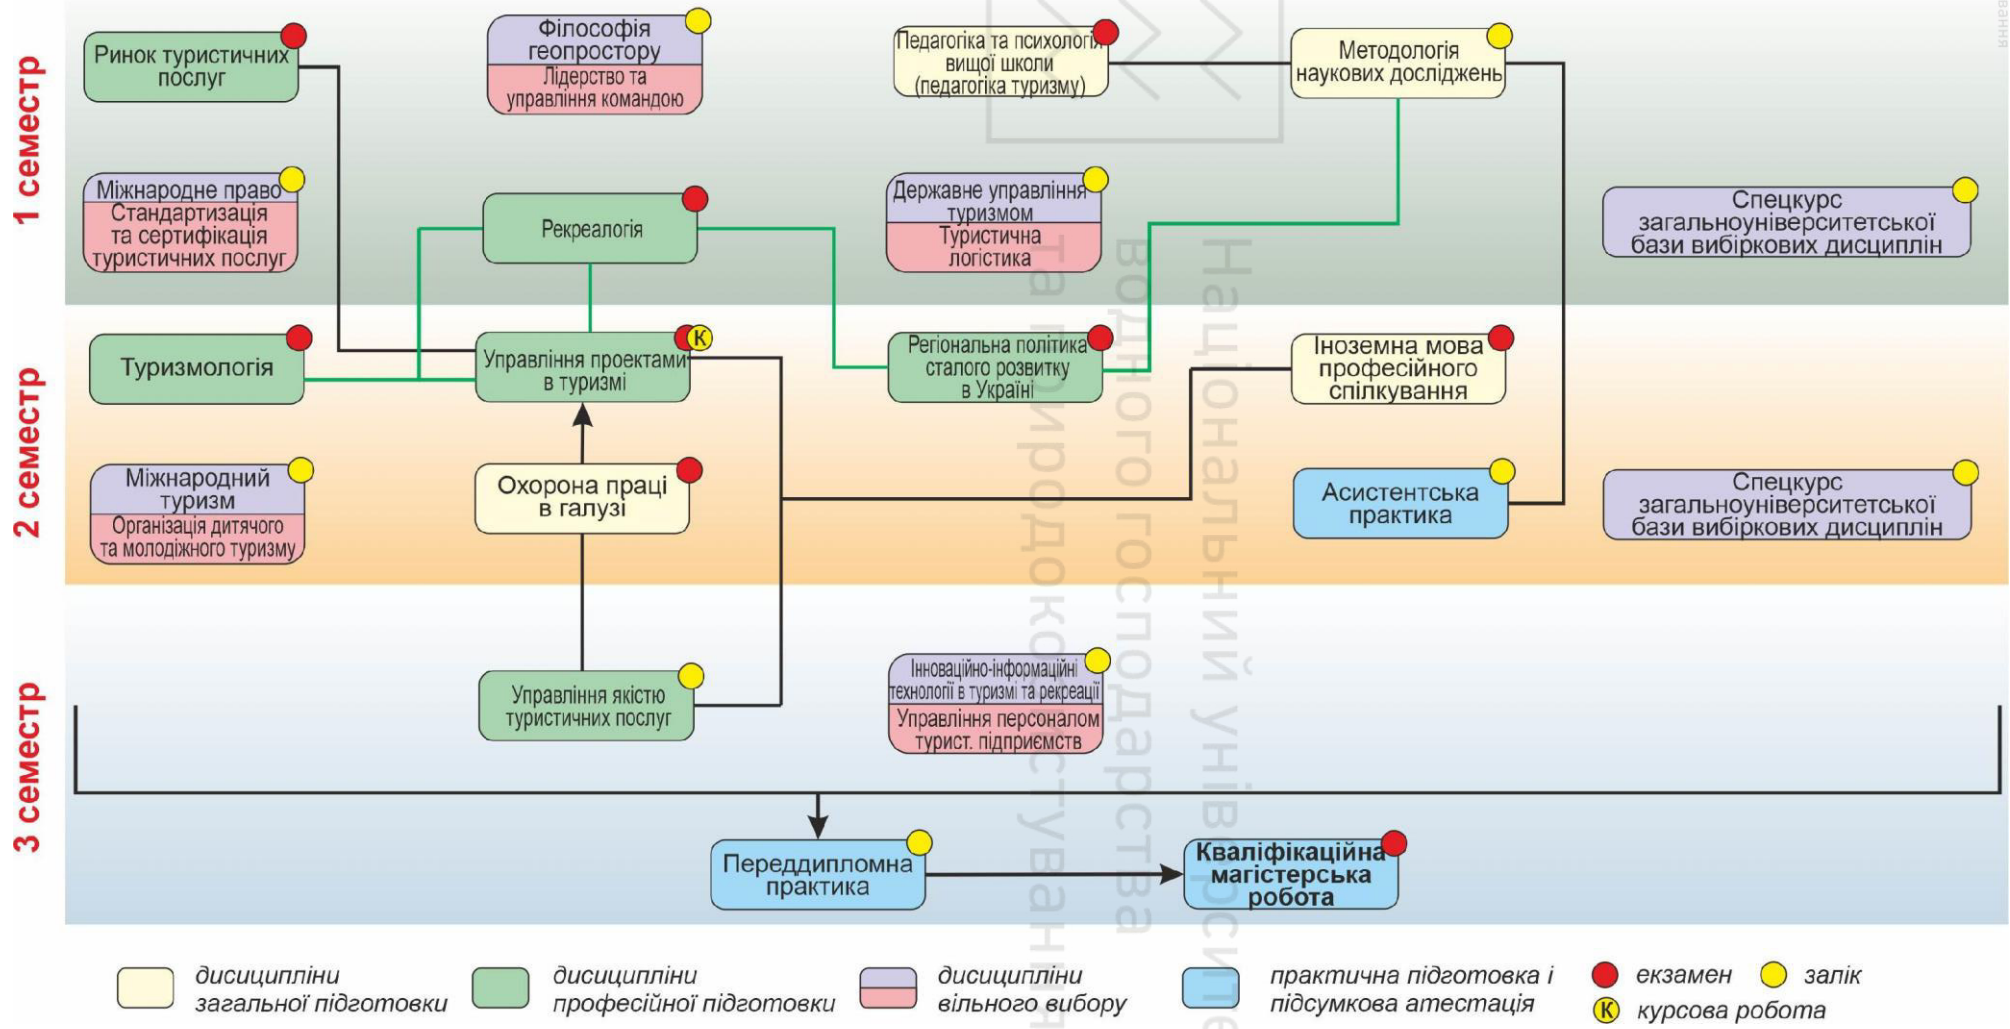 1 семестр
Ринок туристичних
послуг
Філософія
геопростору
Лідерство та
управління командою
Педагогіка та психологія
вищої школи
(педагогіка туризму)
Методологія
наукових досліджень
Міжнародне право
Стандартизація
та сертифікація
туристичних послуг
Рекреалогія
Державне управління
туризмом
Туристична
логістика
Спецкурс
загальноуніверситетської
бази вибіркових дисциплін
2 семестр
Туризмологія
Управління проектами
в туризмі
К
Регіональна політика
сталого розвитку
в Україні
Іноземна мова
професійного
спілкування
Міжнародний
туризм
Організація дитячого
та молодіжного туризму
Охорона праці
в галузі
Асистентська
практика
Спецкурс
загальноуніверситетської
бази вибіркових дисциплін
3 семестр
Управління якістю
туристичних послуг
Інноваційно-інформаційні
технології в туризмі та рекреації
Управління персоналом
турист. підприємств
Переддипломна
практика
Кваліфікаційна
магістерська
робота
дисиципліни
загальної підготовки
дисиципліни
професійної підготовки
дисиципліни
вільного вибору
практична підготовка і
підсумкова атестація
екзамен
залік
К
курсова робота
Національний університе
водного господарства
та природокористування